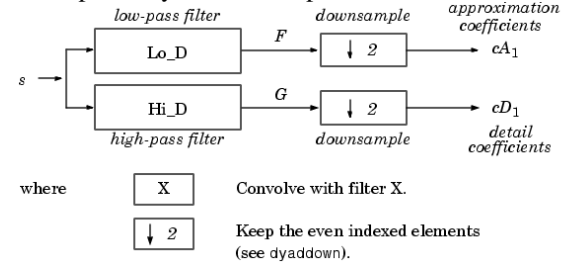 low-pass filter
downsample
approximation
coefficients
F
Lo_D
↓ 2
cA1
s
G
Hi_D
↓ 2
cD1
high-pass filter
downsample
detail
coefficients
where
X
Convolve with filter X.
↓ 2
Keep the even indexed elements
(see dyaddown).